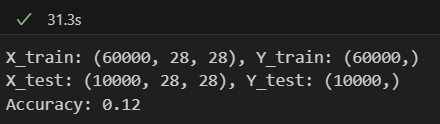 31.3s
X_train: (60000, 28, 28), Y_train: (60000,)
X_test: (10000, 28, 28), Y_test: (10000,)
Accuracy: 0.12